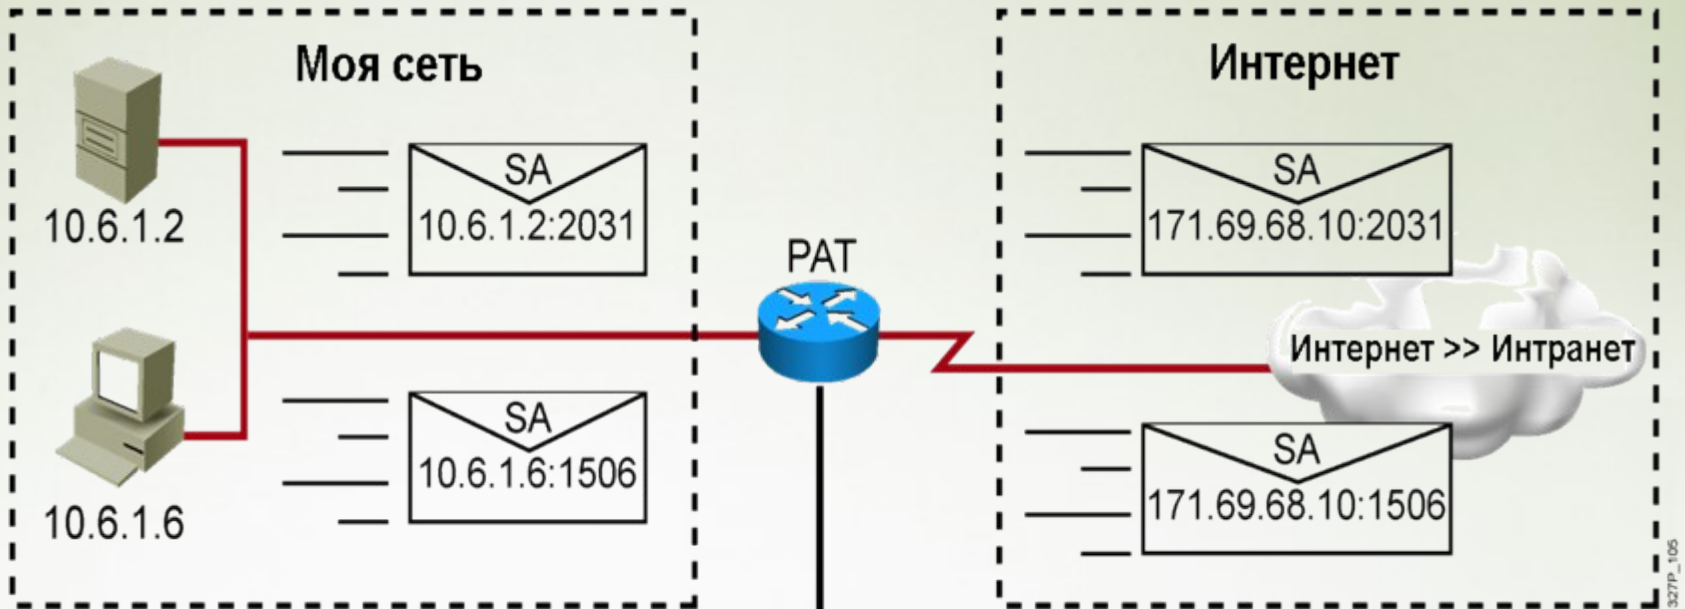 Моя сеть
10.6.1.2
SA
10.6.1.2:2031
10.6.1.6
SA
10.6.1.6:1506
PAT
Интернет
SA
171.69.68.10:2031
Интернет >> Интранет
SA
171.69.68.10:1506
327P_105